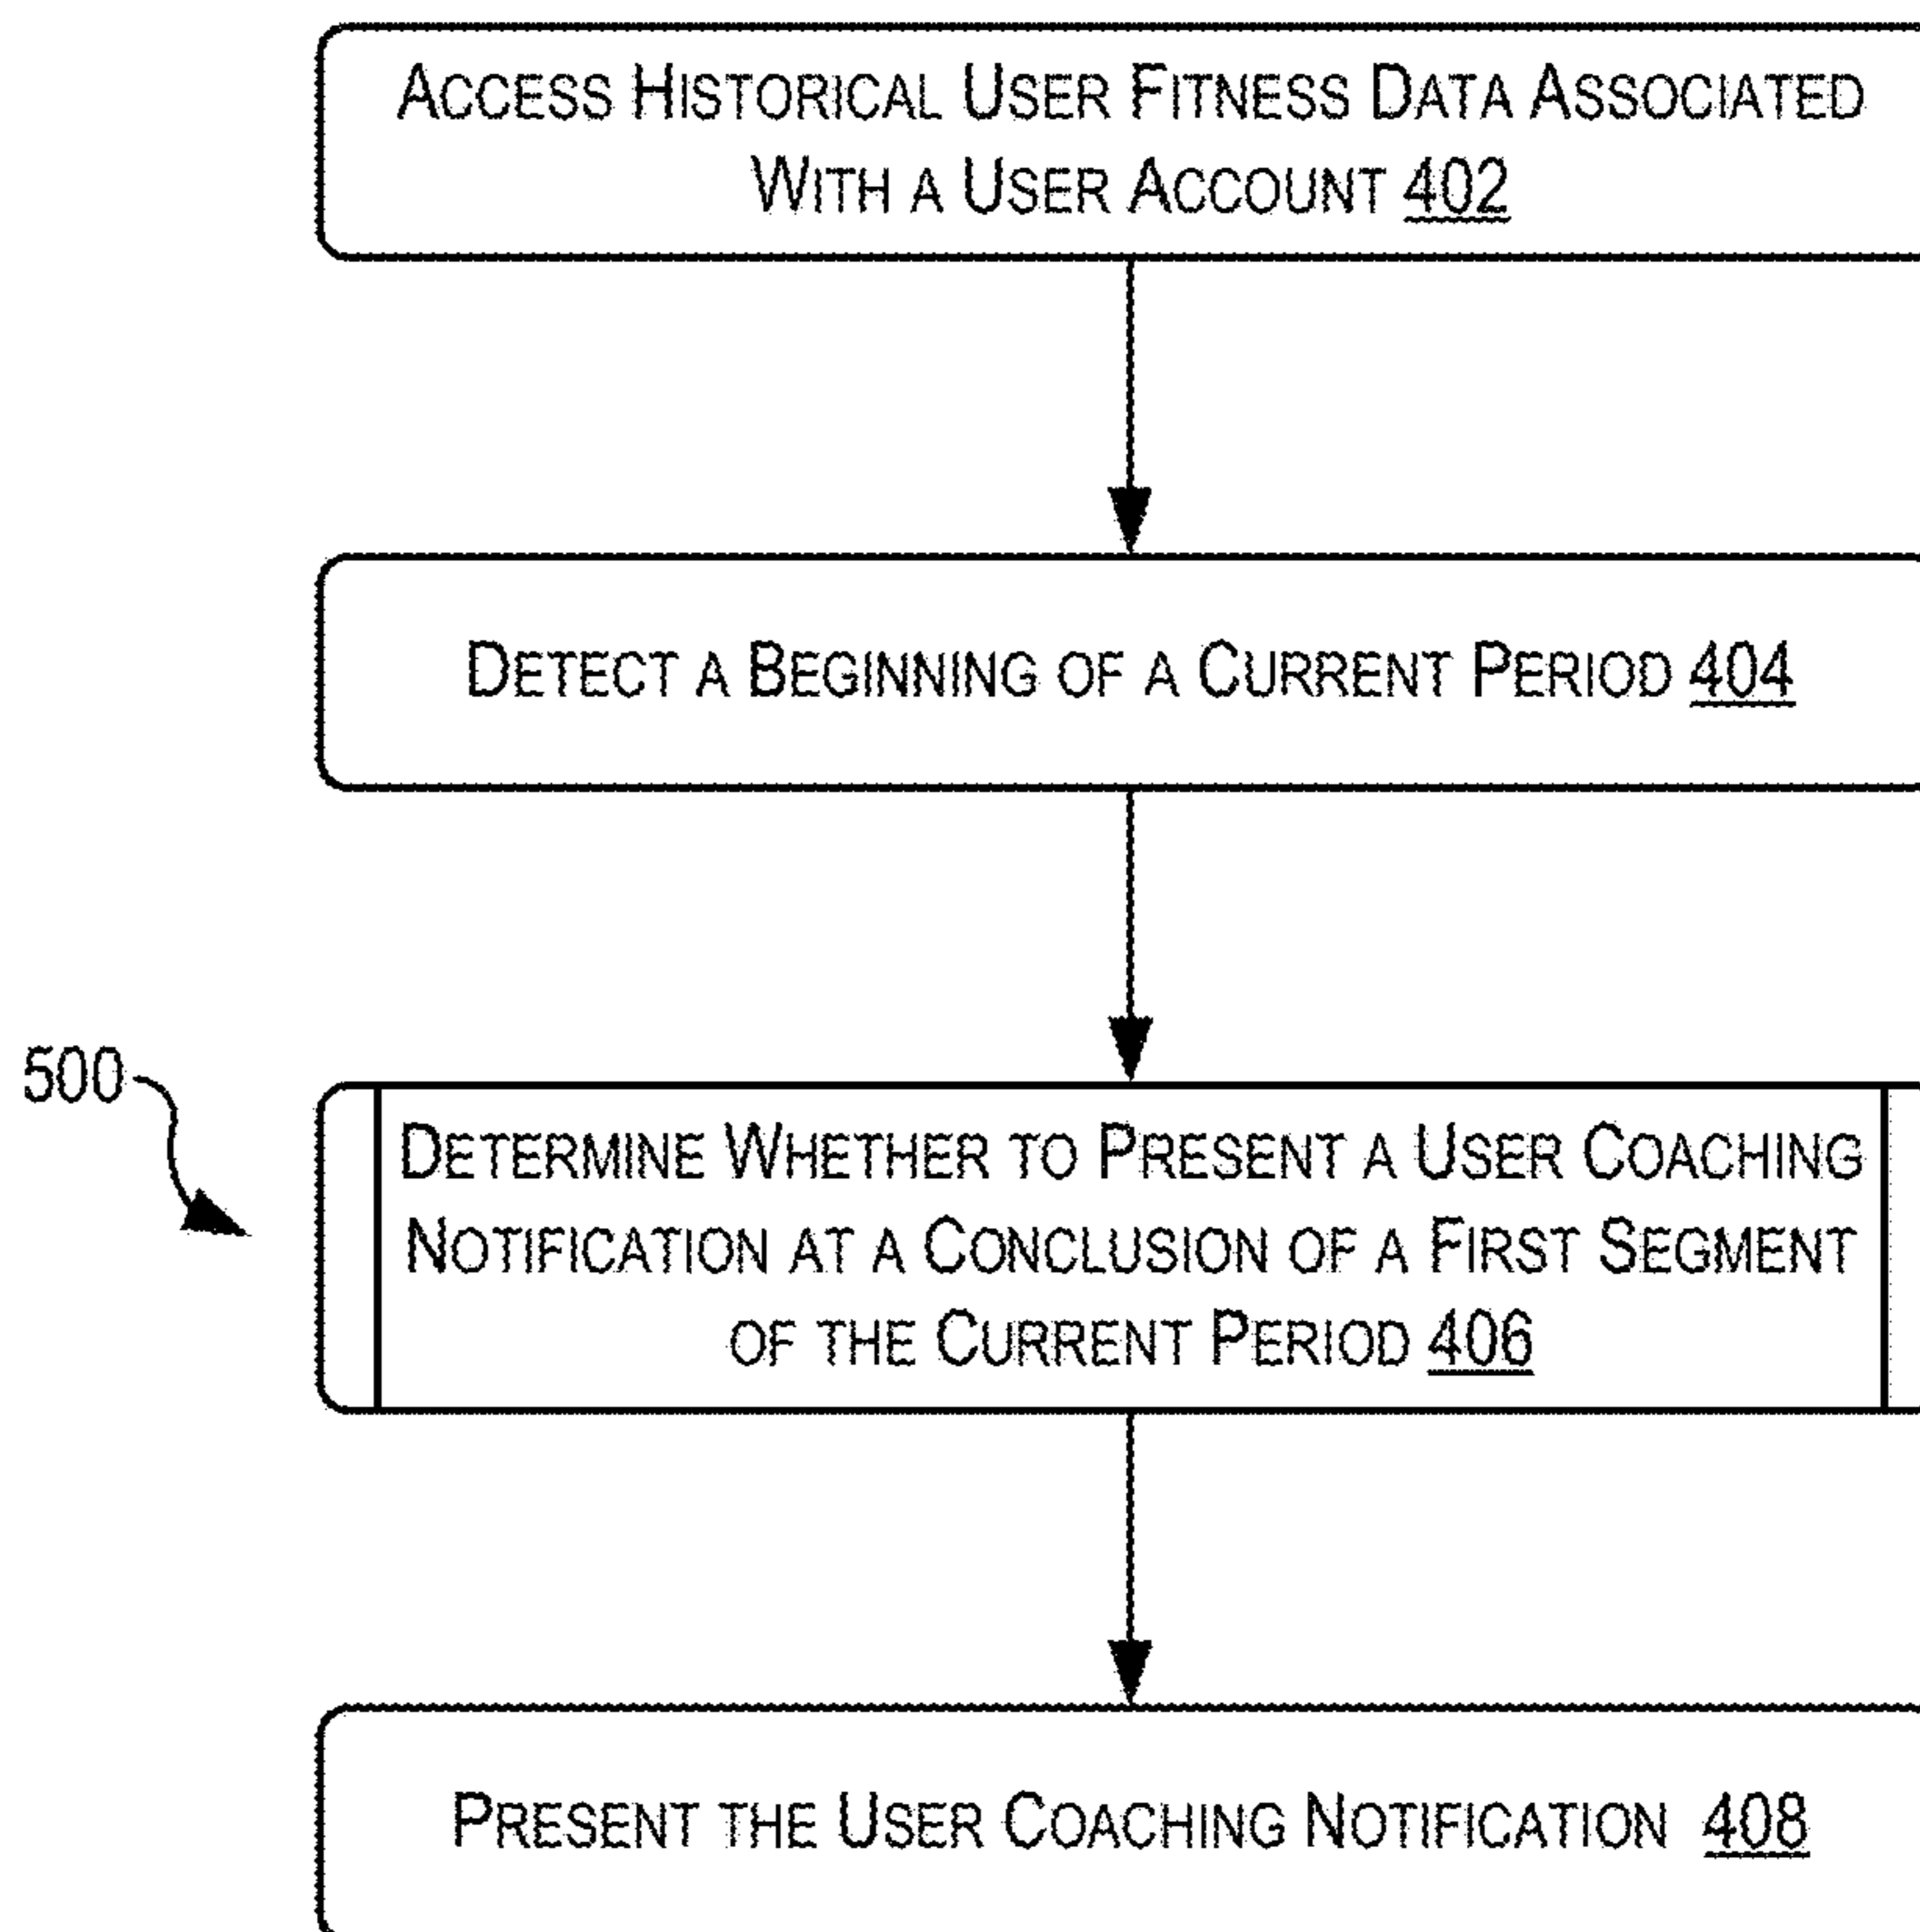 ACCESS HISTORICAL USER FITNESS DATA ASSOCIATED
WITH A USER ACCOUNT 402
DETECT A BEGINNING OF A CURRENT PERIOD 404
500
DETERMINE WHETHER TO PRESENT A USER COACHING
NOTIFICATION AT A CONCLUSION OF A FIRST SEGMENT
OF THE CURRENT PERIOD 406
PRESENT THE USER COACHING NOTIFICATION 408